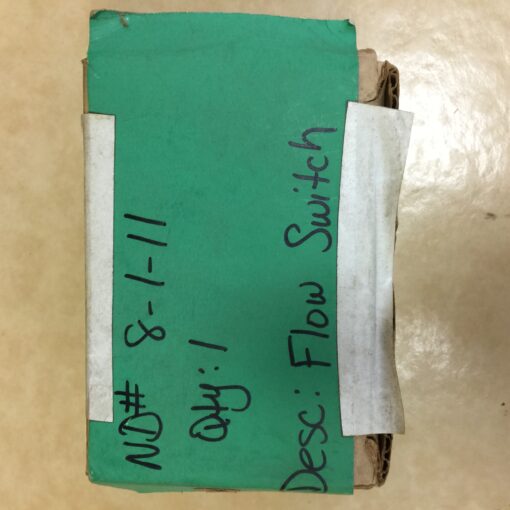 ND# 8-1-11
Qty: 1
Desc: Flow Switch